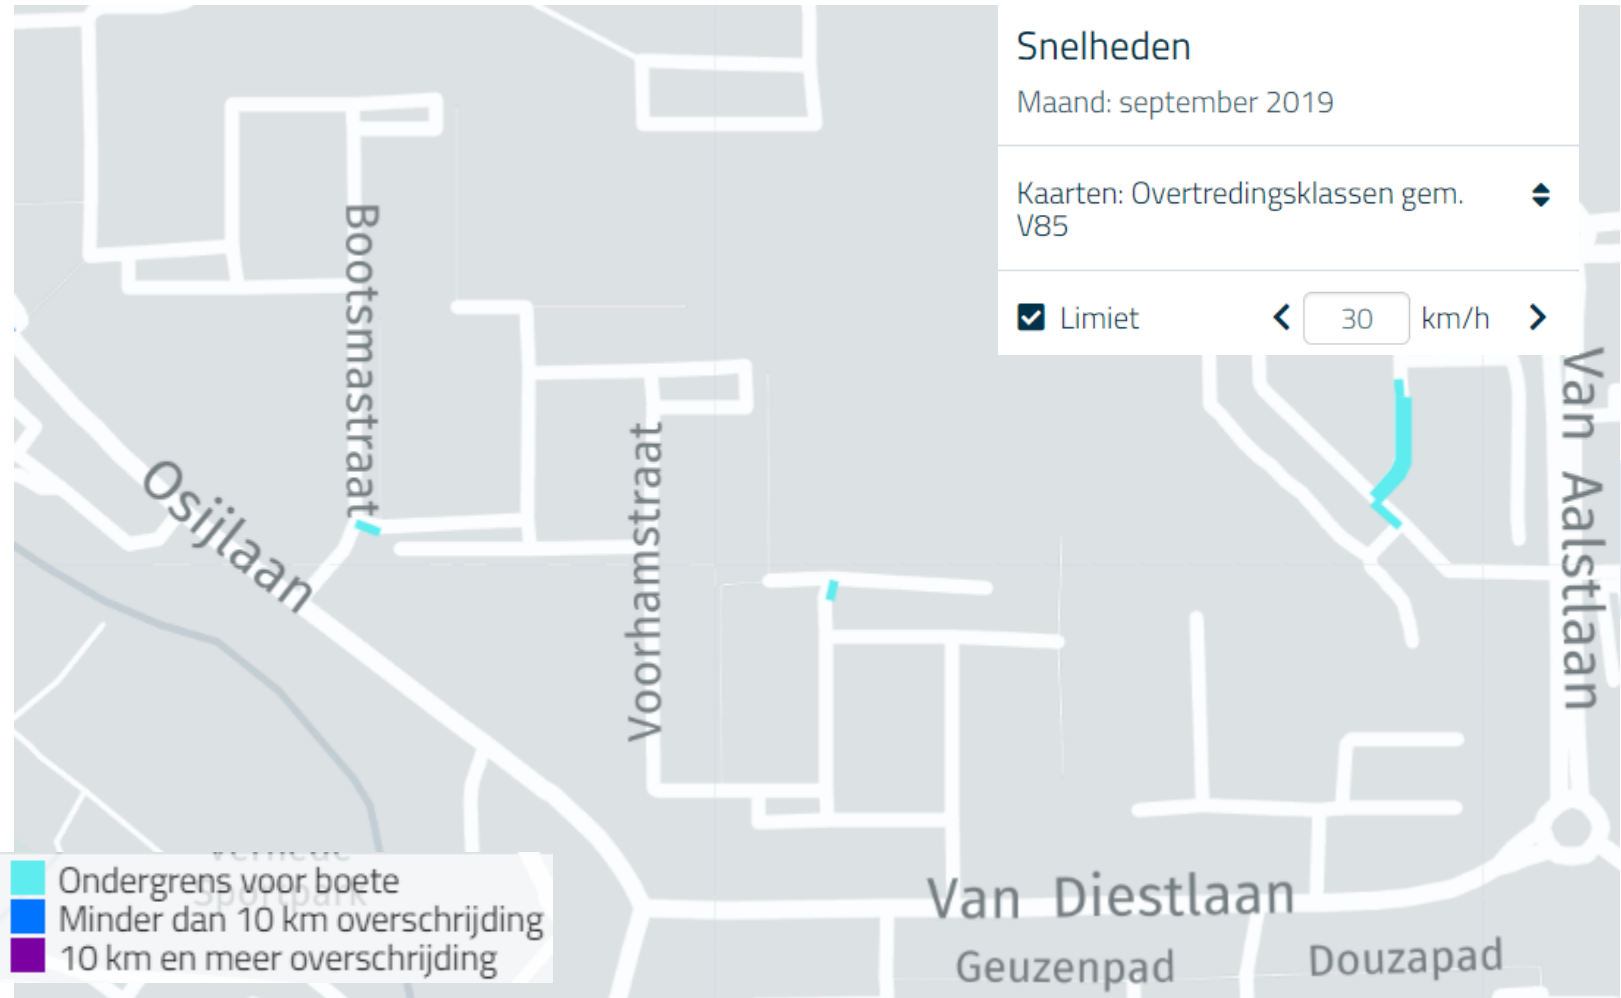 Snelheden
Maand: september 2019
Kaarten: Overtredingsklassen gem.
V85
Limiet
30
km/h
Bootsmastraat
Osijlaan
Voorhamstraat
Van Aalstlaan
Van Diestlaan
Geuzenpad
Douzapad
Sportpark
Ondergrens voor boete
Minder dan 10 km overschrijding
10 km en meer overschrijding